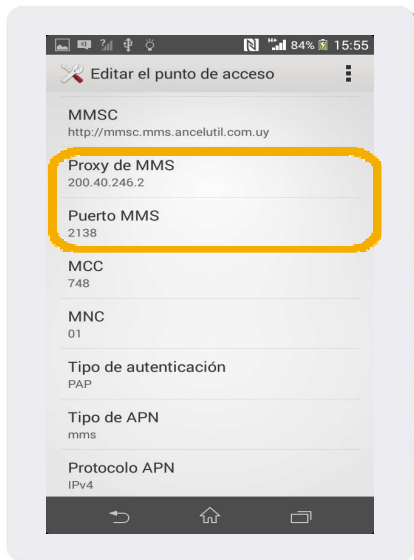 84% 15:55
Editar el punto de acceso
MMSC
http://mmsc.mms.ancelutil.com.uy
Proxy de MMS
200.40.246.2
Puerto MMS
2138
MCC
748
MNC
01
Tipo de autenticación
PAP
Tipo de APN
mms
Protocolo APN
IPv4